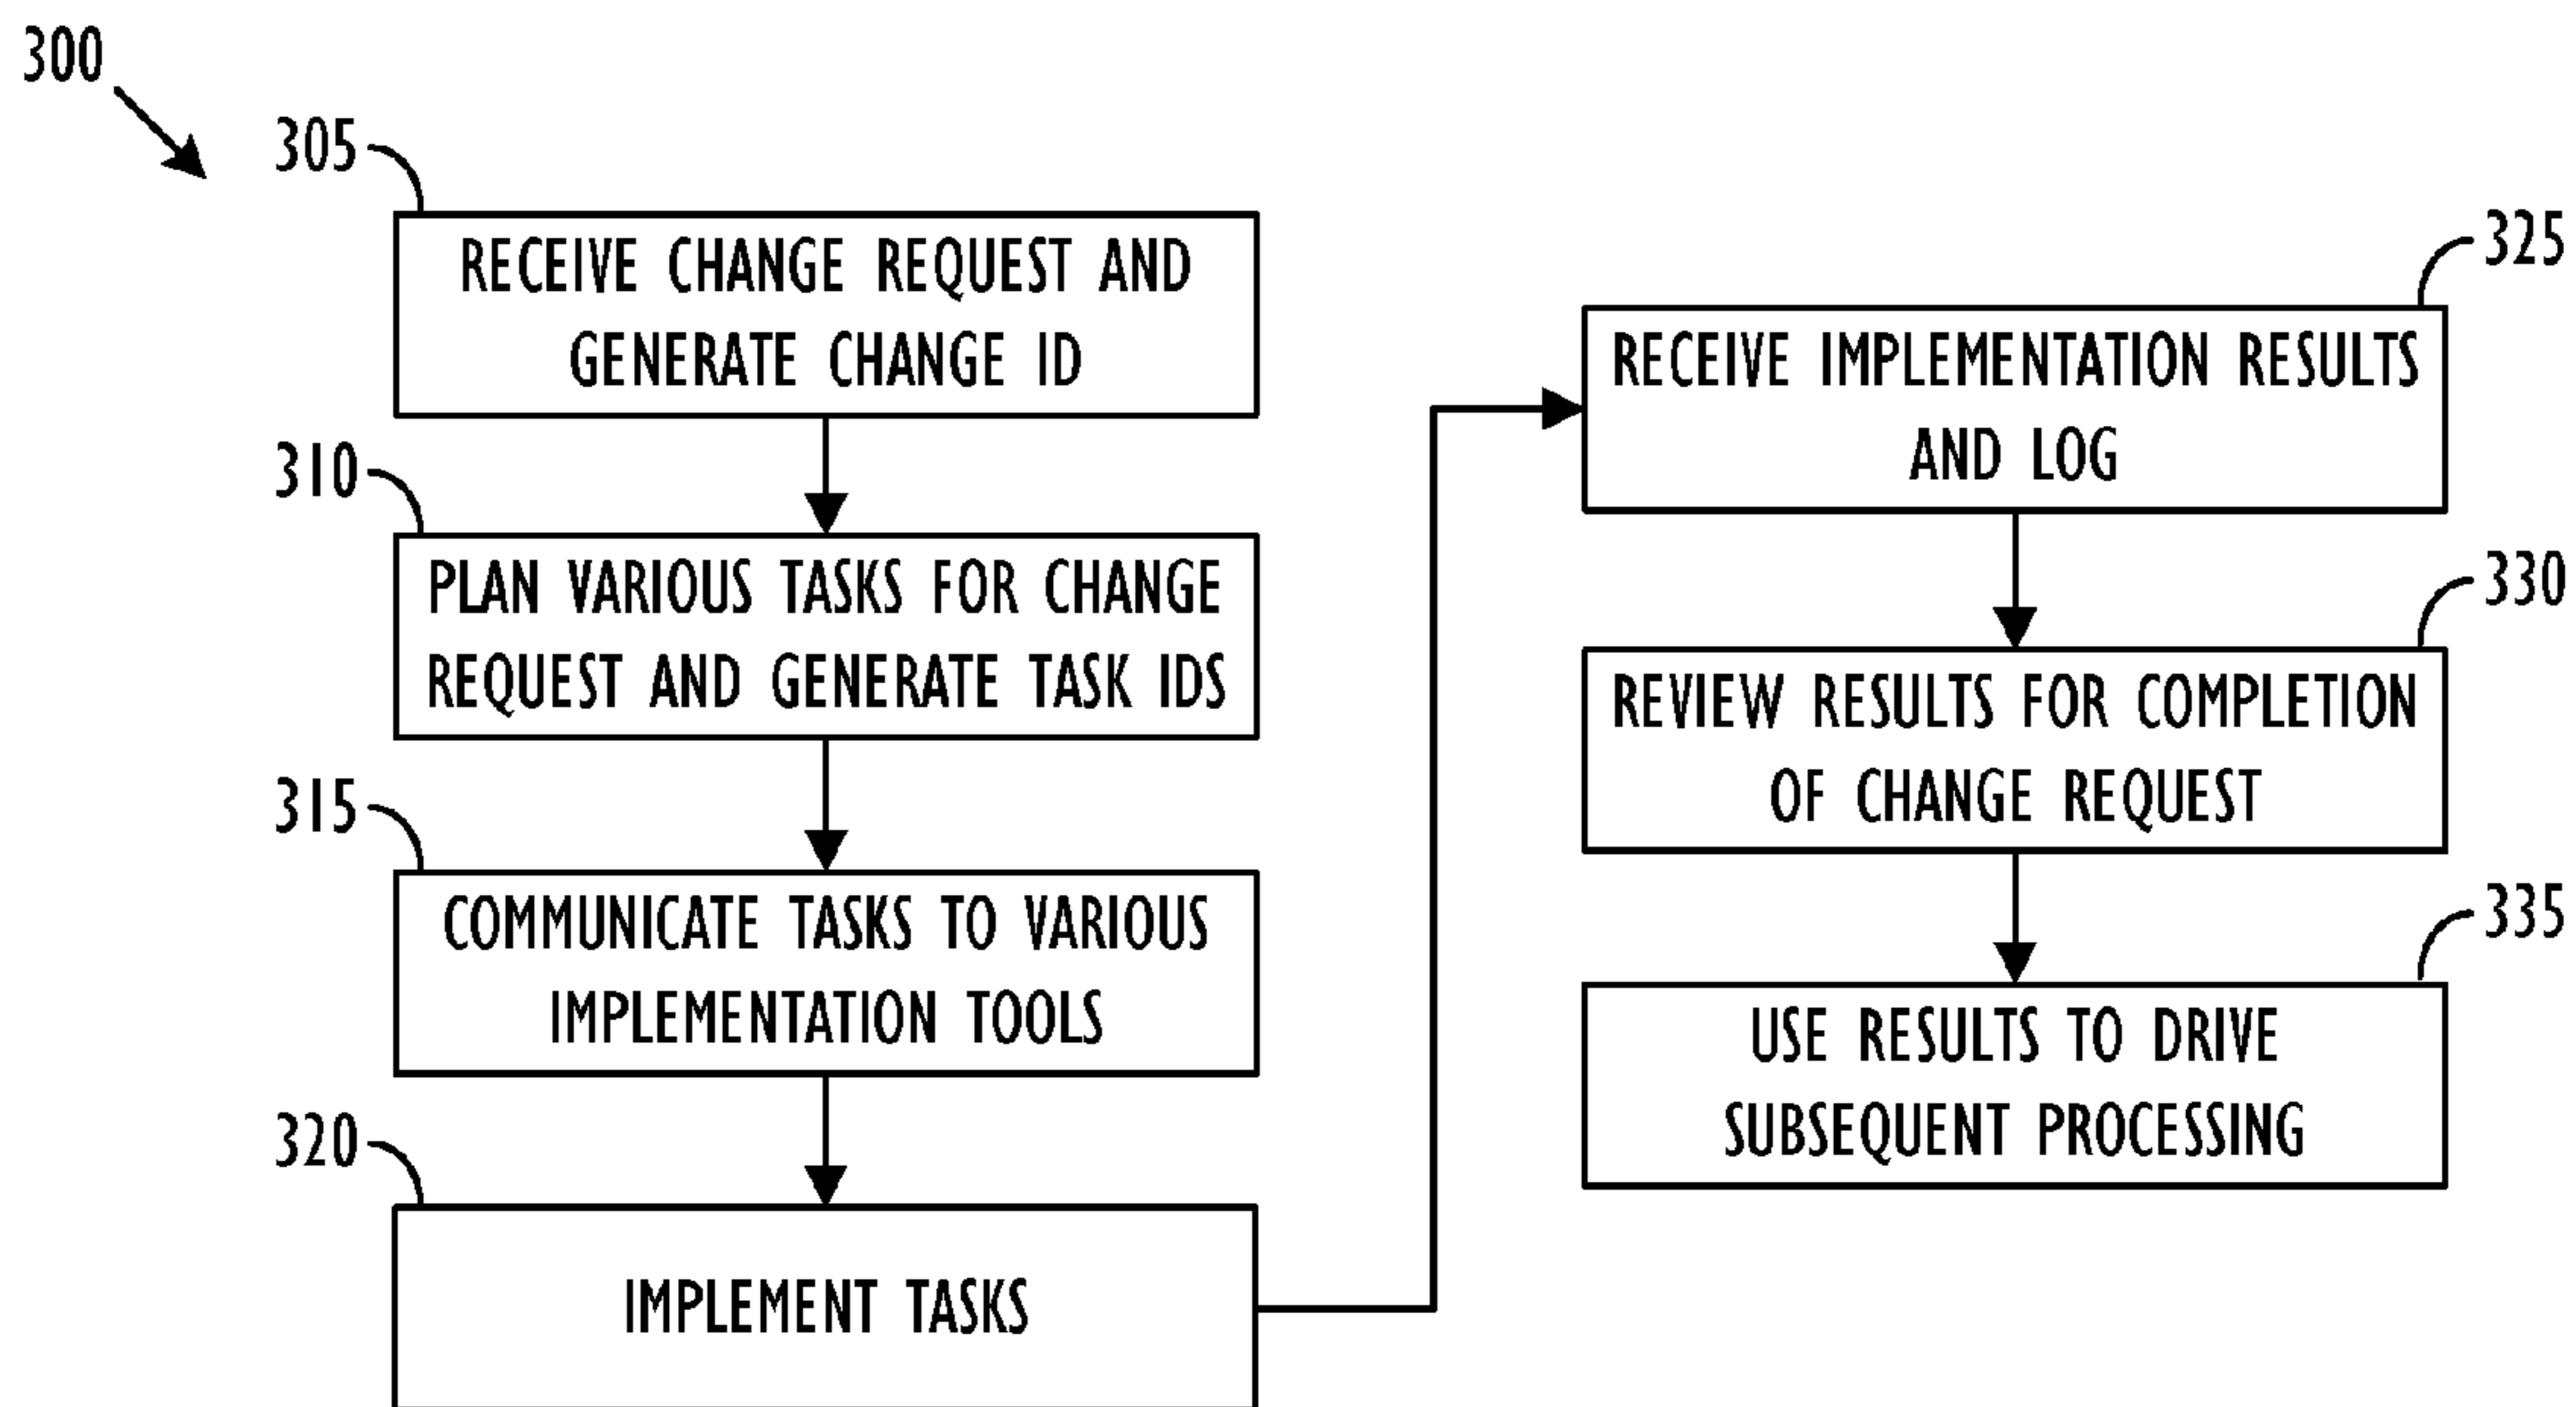 300
305
RECEIVE CHANGE REQUEST AND
GENERATE CHANGE ID
310
PLAN VARIOUS TASKS FOR CHANGE
REQUEST AND GENERATE TASK IDS
315
COMMUNICATE TASKS TO VARIOUS
IMPLEMENTATION TOOLS
320
IMPLEMENT TASKS
325
RECEIVE IMPLEMENTATION RESULTS
AND LOG
330
REVIEW RESULTS FOR COMPLETION
OF CHANGE REQUEST
335
USE RESULTS TO DRIVE
SUBSEQUENT PROCESSING